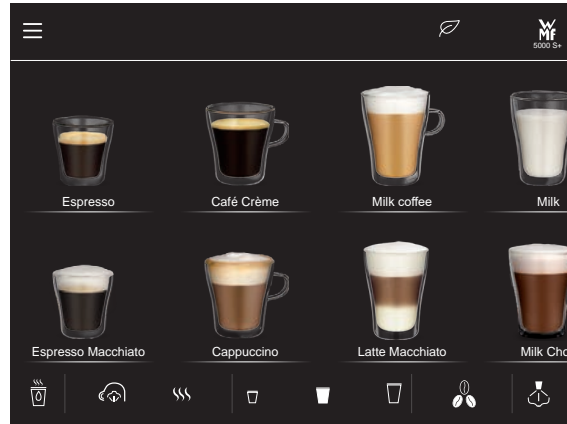 WMF
5000 S+
Espresso
Café Crème
Milk coffee
Milk
Espresso Macchiato
Cappuccino
Latte Macchiato
Milk Cho